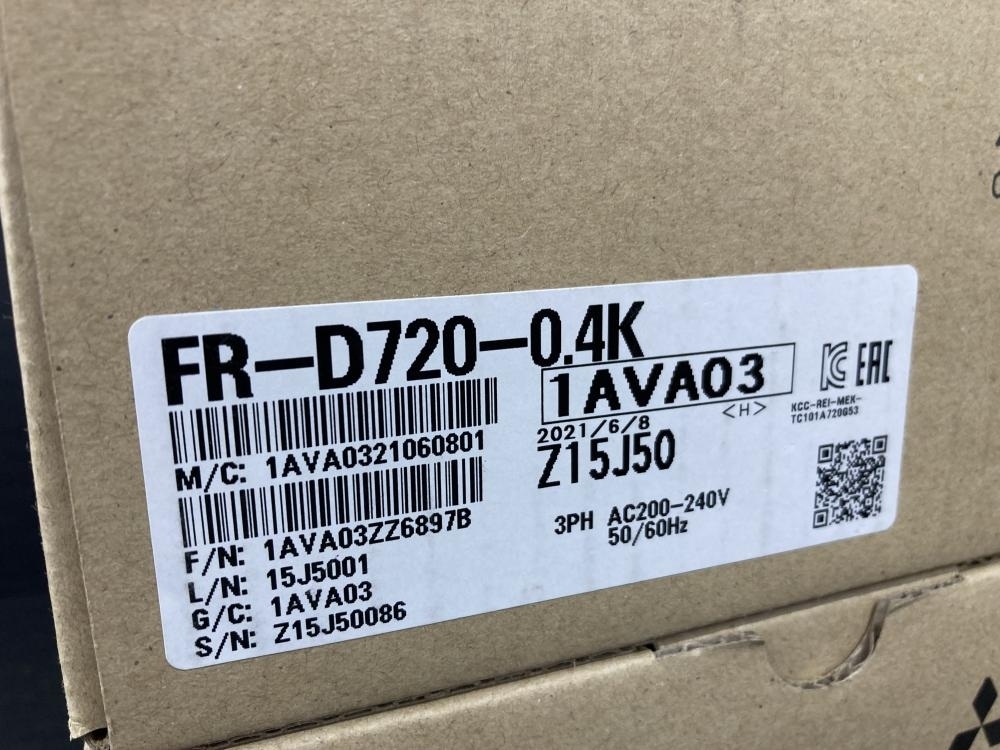 FR-D720-0.4K
1AVA03
<H>
KCC-REI-MEK-
TC101A720G53
EAC
M/C: 1AVA0321060801
2021/6/8
Z15J50
F/N: 1AVA03ZZ6897B
3PH AC200-240V
50/60Hz
L/N: 15J5001
G/C: 1AVA03
S/N: Z15J50086